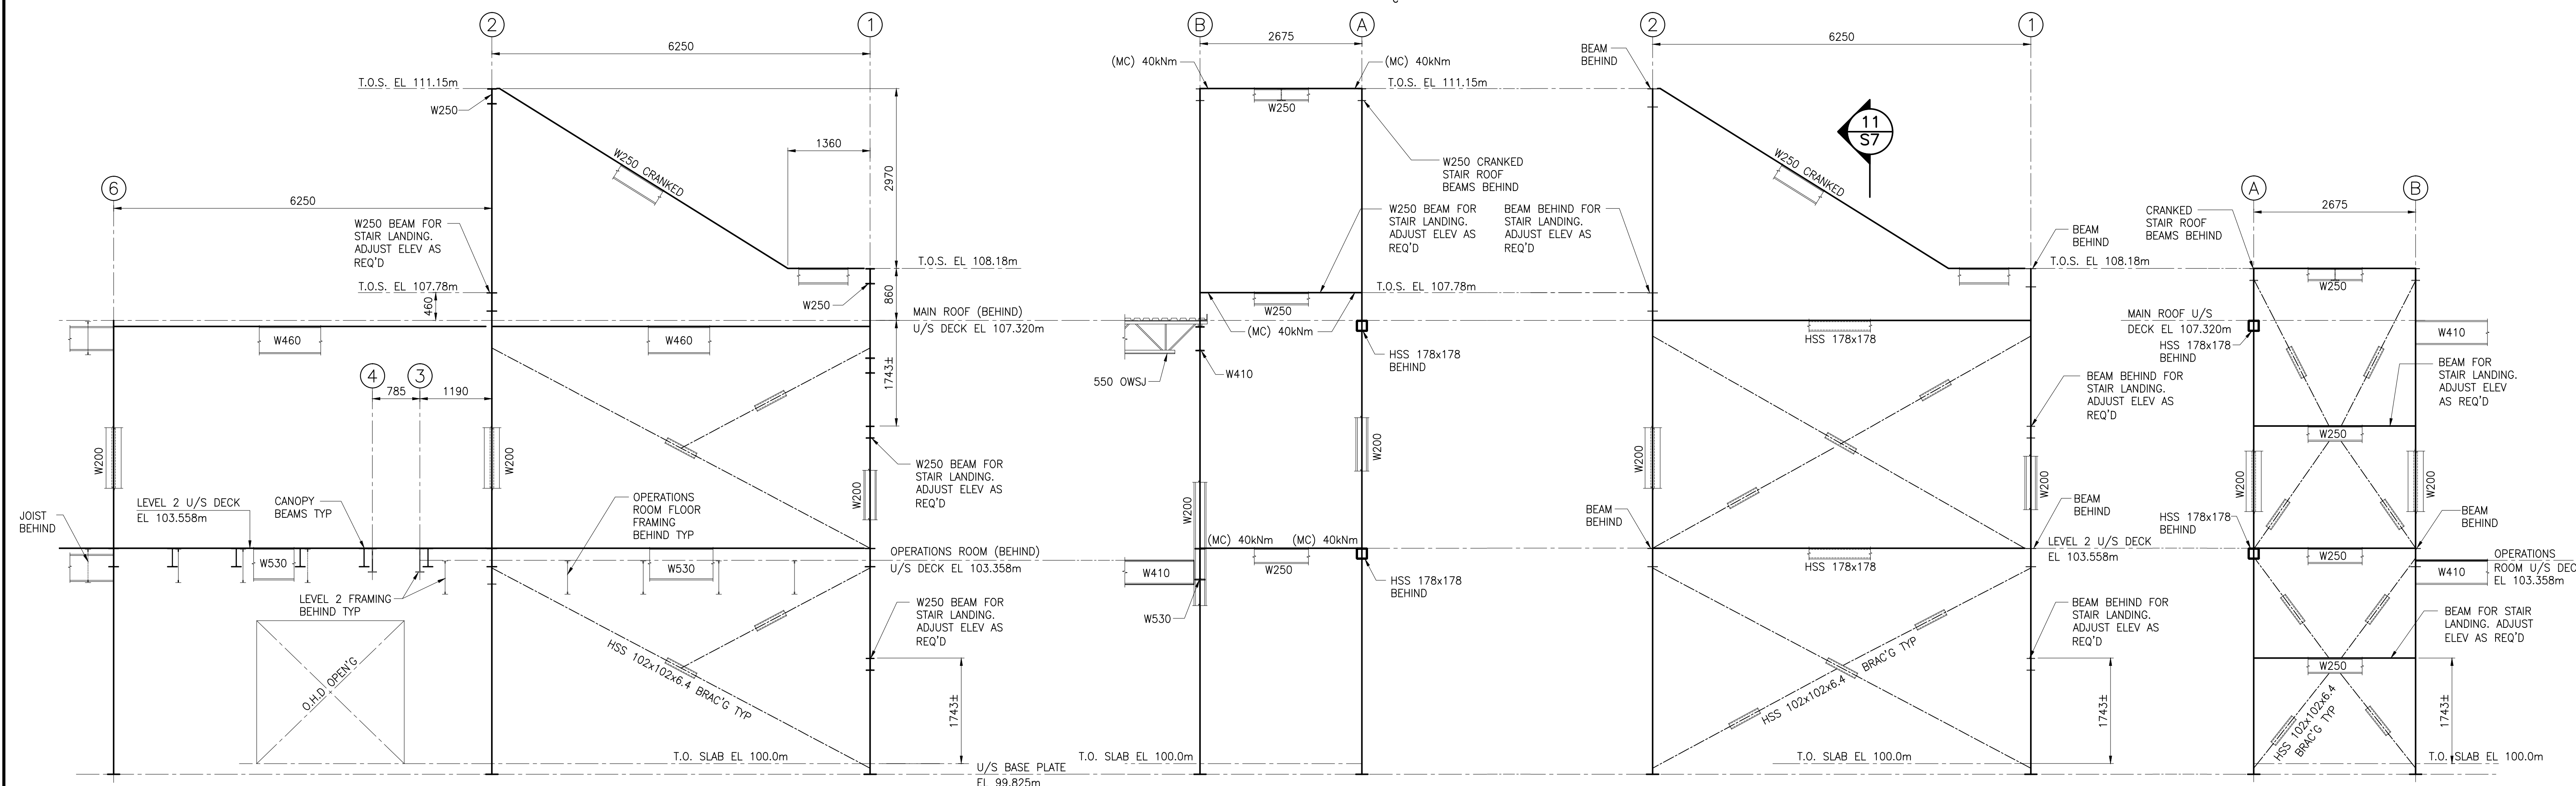 2
1
6250
T.O.S. EL 111.15m
W250
W250 CRANKED
1360
2970
6
6250
W250 BEAM FOR
STAIR LANDING.
ADJUST ELEV AS
REQ'D
T.O.S. EL 107.78m
460
T.O.S. EL 108.18m
W250
860
MAIN ROOF (BEHIND)
U/S DECK EL 107.320m
W460
W460
1743±
4
3
785
1190
W200
W200
W200
W250 BEAM FOR
STAIR LANDING.
ADJUST ELEV AS
REQ'D
JOIST
BEHIND
LEVEL 2 U/S DECK
EL 103.558m
CANOPY
BEAMS TYP
OPERATIONS
ROOM FLOOR
FRAMING
BEHIND TYP
OPERATIONS ROOM (BEHIND)
U/S DECK EL 103.358m
W530
W530
LEVEL 2 FRAMING
BEHIND TYP
W250 BEAM FOR
STAIR LANDING.
ADJUST ELEV AS
REQ'D
O.H.D OPEN'G
HSS 102x102x6.4 BRAC'G TYP
1743±
T.O. SLAB EL 100.0m
U/S BASE PLATE
EL 99.825m
B
A
2675
(MC) 40kNm
(MC) 40kNm
T.O.S. EL 111.15m
W250
W250 CRANKED
STAIR ROOF
BEAMS BEHIND
W250 BEAM FOR
STAIR LANDING.
ADJUST ELEV AS
REQ'D
T.O.S. EL 107.78m
W250
(MC) 40kNm
HSS 178x178
BEHIND
550 OWSJ
W410
W200
W200
(MC) 40kNm
(MC) 40kNm
W250
W410
HSS 178x178
BEHIND
W530
T.O. SLAB EL 100.0m
2
1
6250
BEAM
BEHIND
11
S7
W250 CRANKED
BEAM BEHIND FOR
STAIR LANDING.
ADJUST ELEV AS
REQ'D
BEAM
BEHIND
T.O.S. EL 108.18m
HSS 178x178
BEAM BEHIND FOR
STAIR LANDING.
ADJUST ELEV AS
REQ'D
W200
W200
BEAM
BEHIND
BEAM
BEHIND
LEVEL 2 U/S DECK
EL 103.558m
HSS 178x178
BEAM BEHIND FOR
STAIR LANDING.
ADJUST ELEV AS
REQ'D
HSS 102x102x6.4 BRAC'G TYP
1743±
T.O. SLAB EL 100.0m
A
B
2675
CRANKED
STAIR ROOF
BEAMS BEHIND
W250
MAIN ROOF U/S
DECK EL 107.320m
HSS 178x178
BEHIND
W410
BEAM FOR
STAIR LANDING.
ADJUST ELEV
AS REQ'D
W250
W200
W200
HSS 178x178
BEHIND
BEAM
BEHIND
W250
OPERATIONS
ROOM U/S DEC
EL 103.358m
W410
BEAM FOR STAIR
LANDING. ADJUST
ELEV AS REQ'D
W250
HSS 102x102x6.4
BRAC'G TYP
1743±
T.O. SLAB EL 100.0m